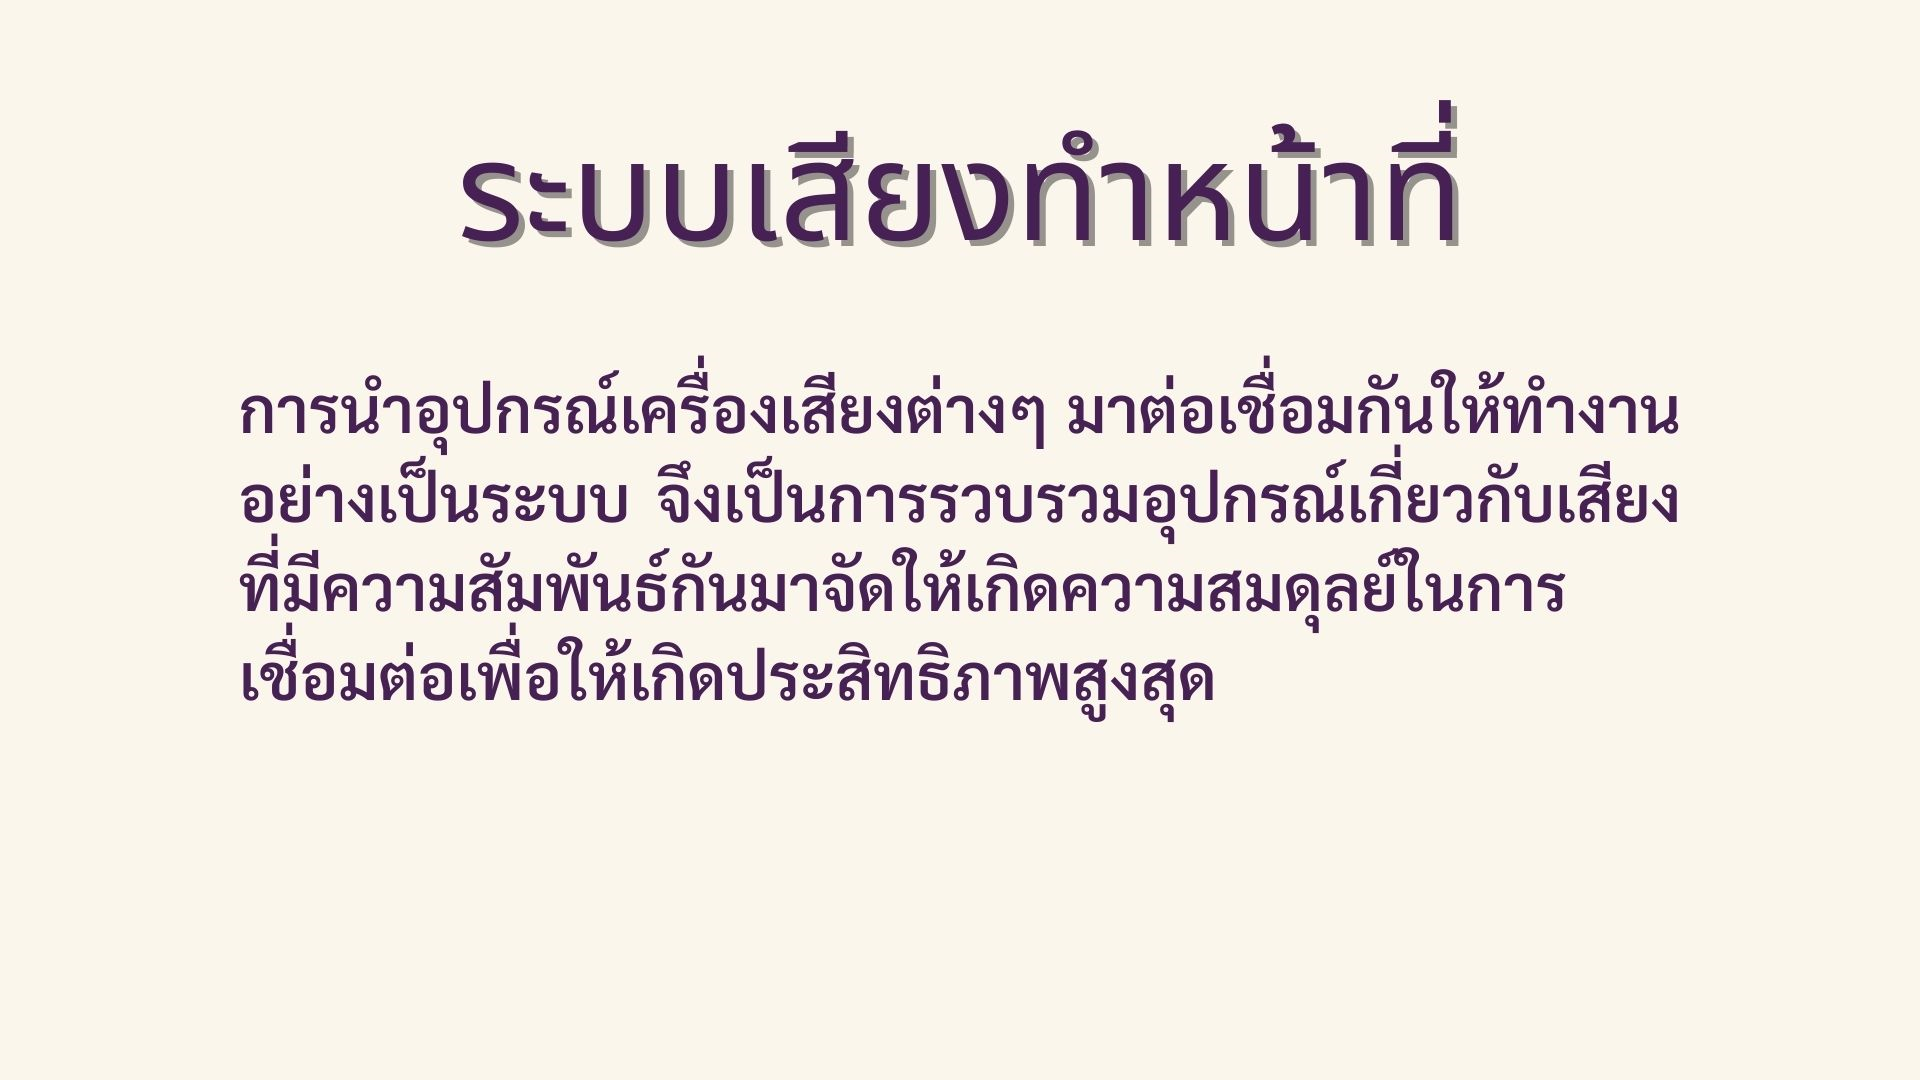 ระบบเสียงทำหน้าที่
การนำอุปกรณ์เครื่องเสียงต่างๆ มาต่อเชื่อมกันให้ทำงาน
อย่างเป็นระบบ จึงเป็นการรวบรวมอุปกรณ์เกี่ยวกับเสียง
ที่มีความสัมพันธ์กันมาจัดให้เกิดความสมดุลย์ในการ
เชื่อมต่อเพื่อให้เกิดประสิทธิภาพสูงสุด